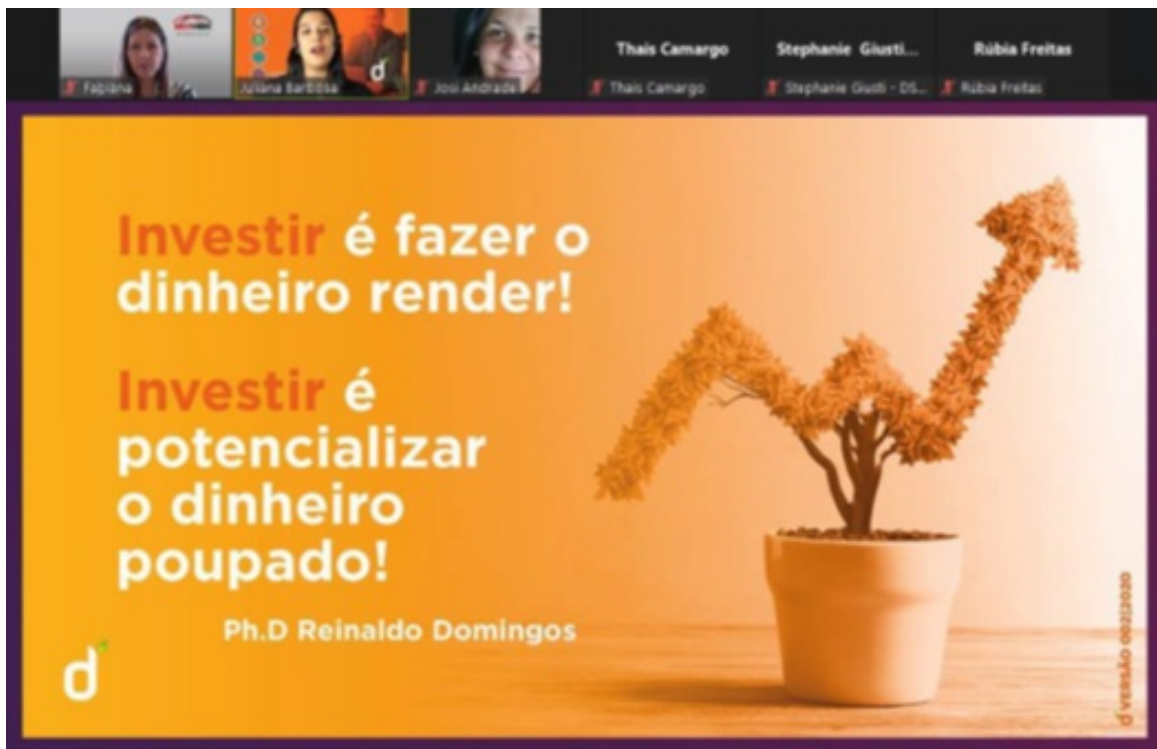 Thais Camargo
Stephanie Giusti...
Rúbia Freitas
Fabiana
Juliana Barbosa
Josi Andrade
Thais Camargo
Stephanie Giusti - DS...
Rúbia Freitas
Investir é fazer o
dinheiro render!
Investir é
potencializar
o dinheiro
poupado!
Ph.D Reinaldo Domingos
d
d VERSÃO 002|2020